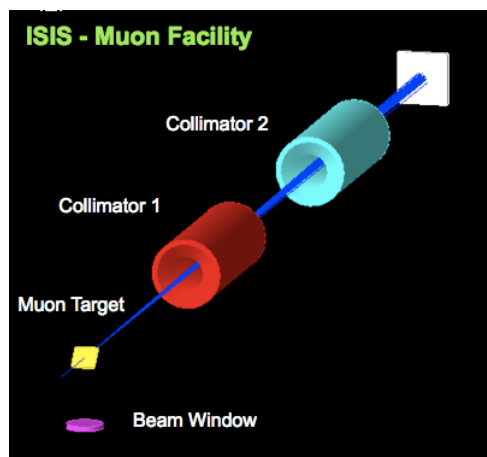 ISIS - Muon Facility
Collimator 2
Collimator 1
Muon Target
Beam Window